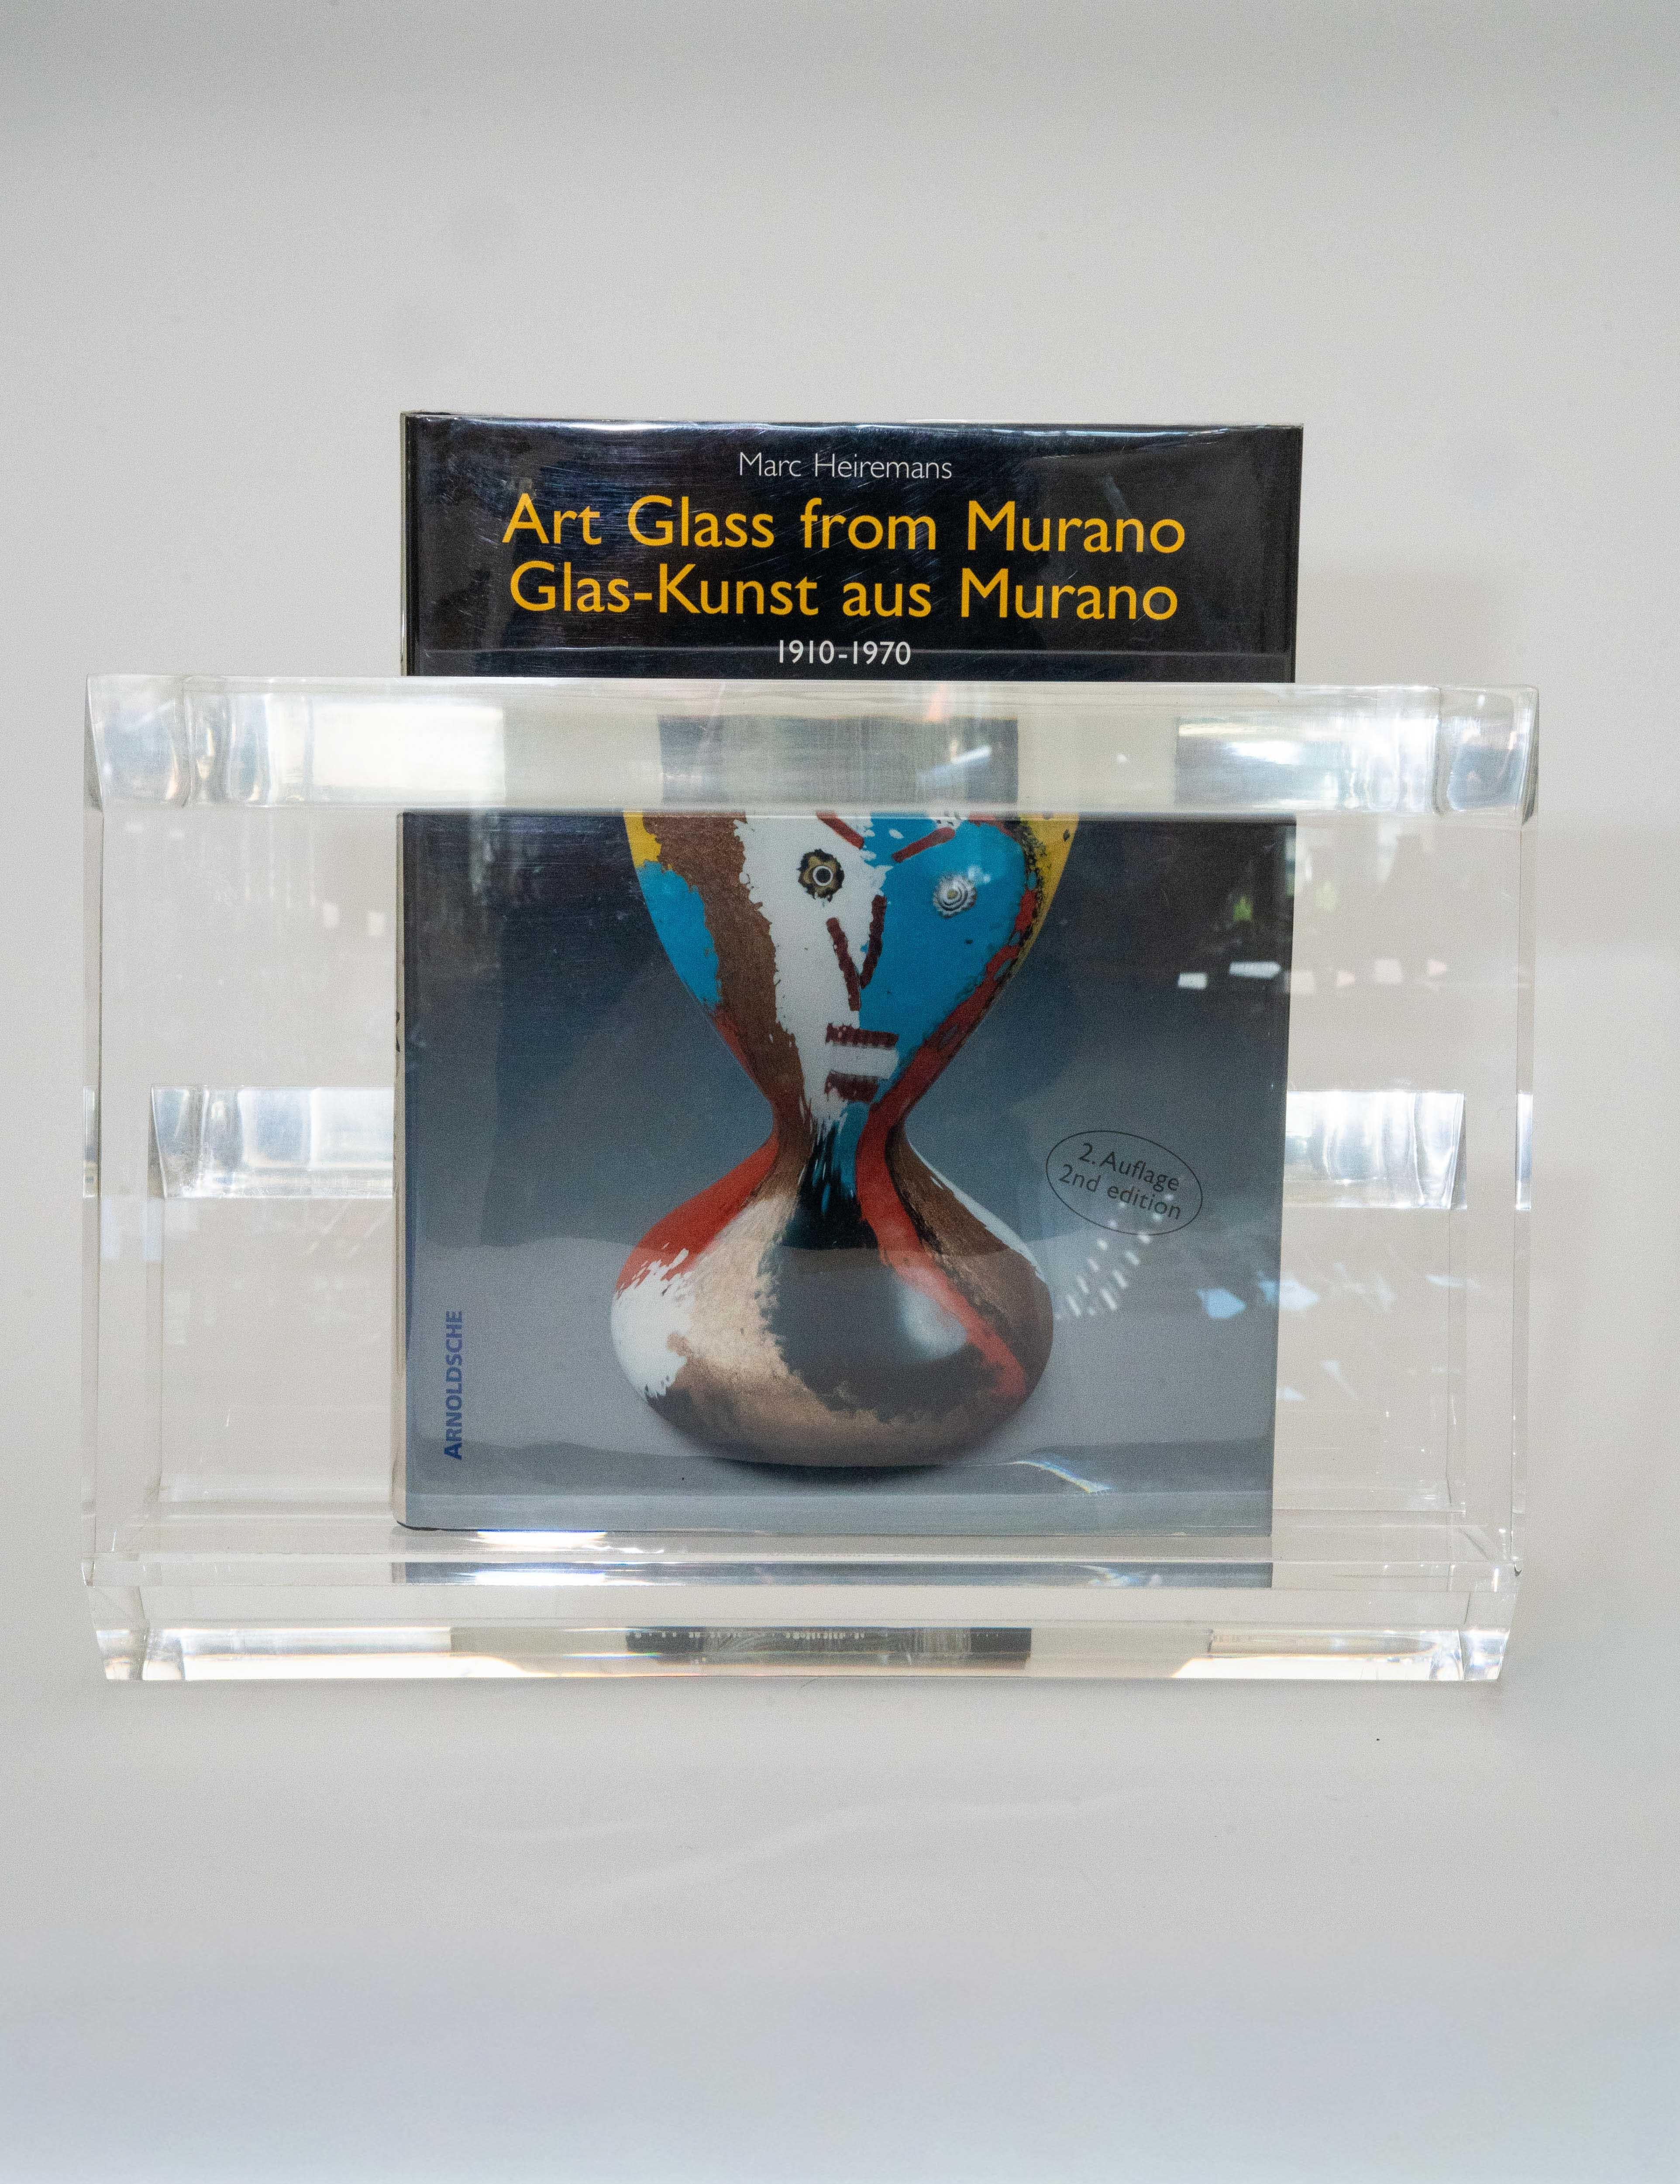 Marc Heiremans
Art Glass from Murano
Glas-Kunst aus Murano
1910-1970
2. Auflage
2nd edition
ARNOLDSCHE